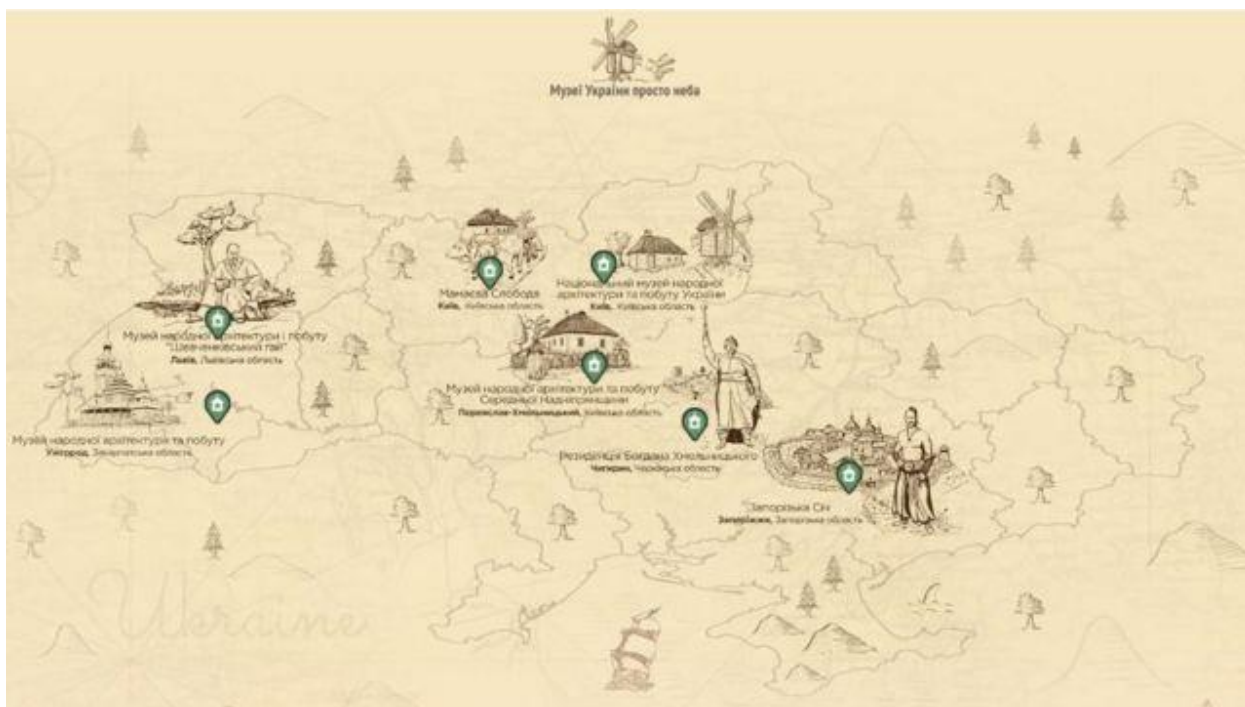 Музеї України просто неба
Мамаєва Слобода
Київ, Київська область
Національний музей народної
архітектури та побуту України
Київ, Київська область
Музей народної архітектури і побуту
"Шевченківський гай"
Львів, Львівська область
Музей народної архітектури та побуту
Ужгород, Закарпатська область
Музей народної архітектури та побуту
Середньої Наддніпрянщини
Переяслав-Хмельницький, Київська область
Резиденція Богдана Хмельницького
Чигирин, Черкаська область
Запорізька Січ
Запоріжжя, Запорізька область
Ukraine